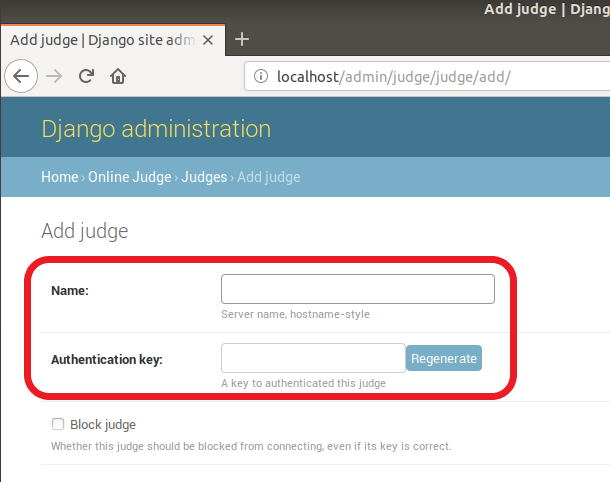 Add judge | Djang
Add judge | Django site adm
localhost/admin/judge/judge/add/
Django administration
Home › Online Judge › Judges › Add judge
Add judge
Name:
Server name, hostname-style
Authentication key:
Regenerate
A key to authenticated this judge
Block judge
Whether this judge should be blocked from connecting, even if its key is correct.